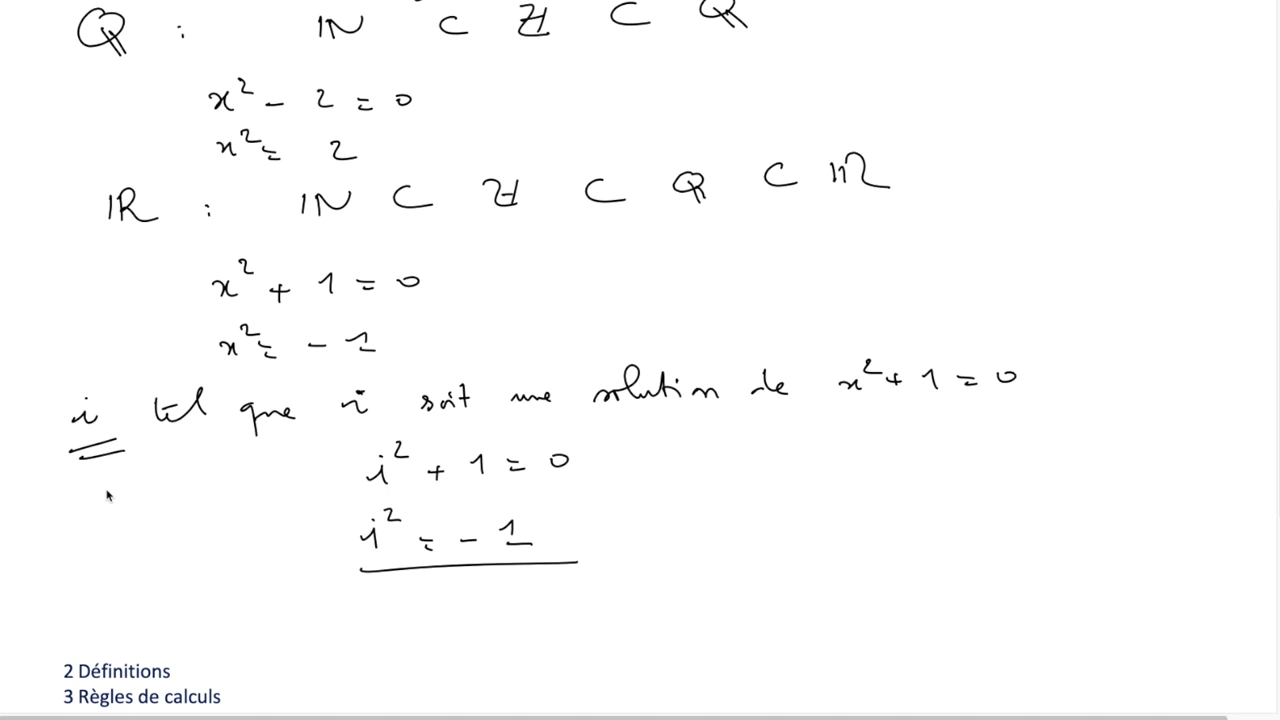 ℚ : ℕ ⊂ ℤ ⊂ ℚ
x² - 2 = 0
x² = 2
ℝ : ℕ ⊂ ℤ ⊂ ℚ ⊂ ℝ
x² + 1 = 0
x² = - 1
i tel que i soit une solution de x² + 1 = 0
i² + 1 = 0
i² = - 1
2 Définitions
3 Règles de calculs